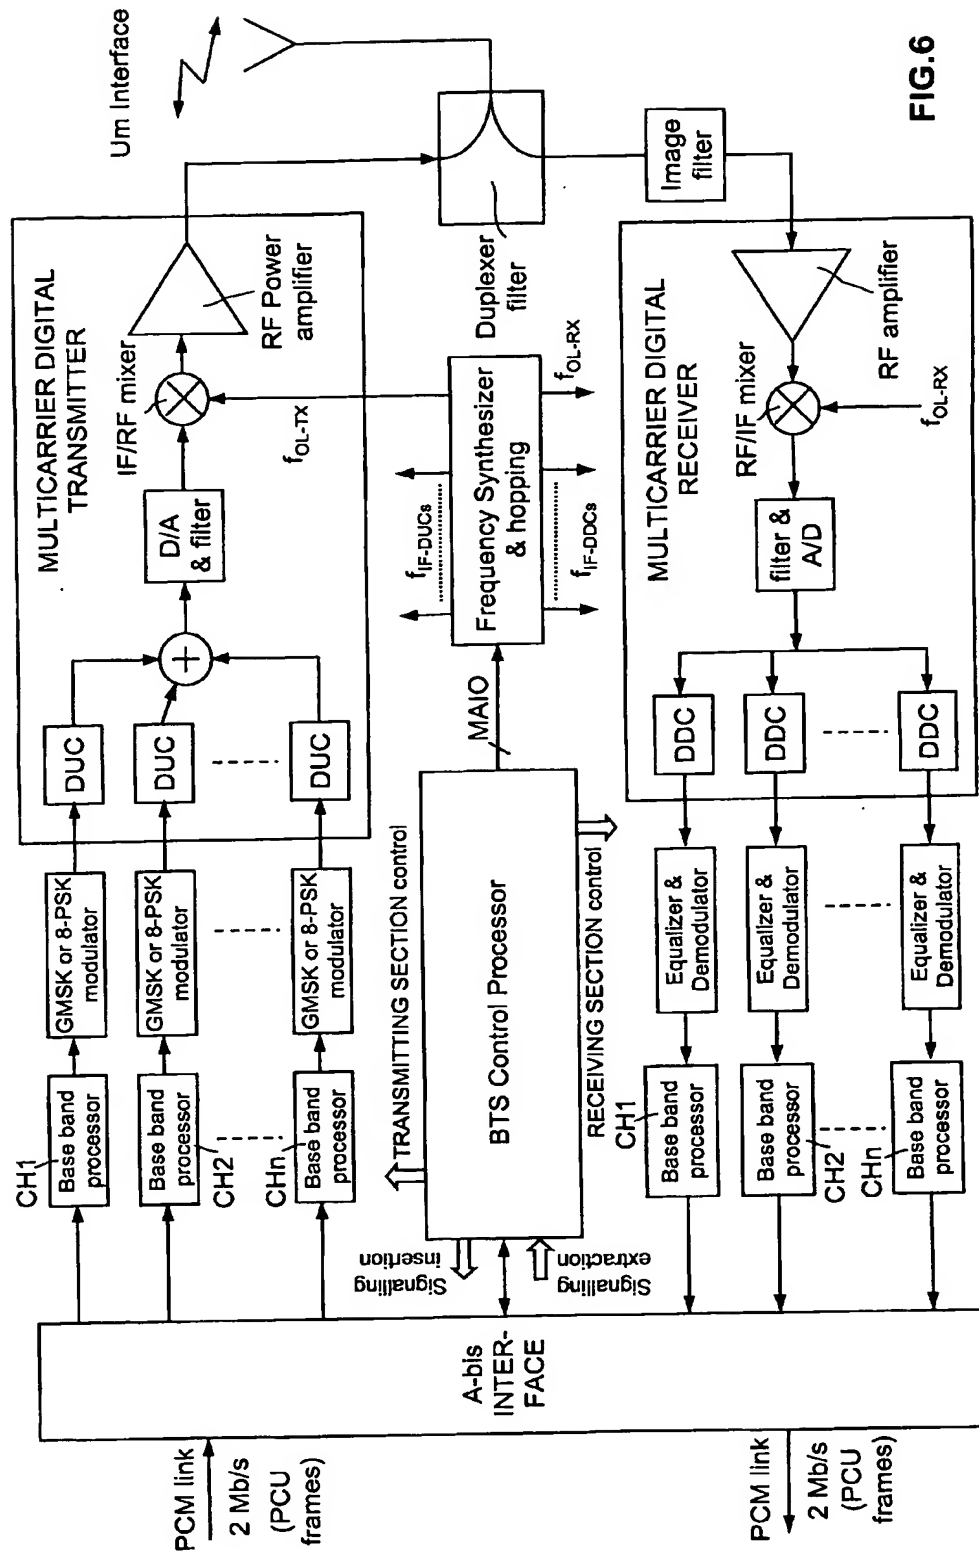 Um Interface
FIG.6
MULTICARRIER DIGITAL
TRANSMITTER
CH1
Base band
processor
GMSK or 8-PSK
modulator
DUC
Base band
processor
CH2
GMSK or 8-PSK
modulator
DUC
CHn
Base band
processor
GMSK or 8-PSK
modulator
DUC
+
D/A
& filter
IF/RF mixer
RF Power
amplifier
fOL-TX
PCM link
2 Mb/s
(PCU
frames)
A-bis
INTER-
FACE
TRANSMITTING SECTION control
Signalling
insertion
Signalling
extraction
BTS Control Processor
RECEIVING SECTION control
MAIO
fIF-DUCs
Frequency Synthesizer
& hopping
fIF-DDCs
fOL-RX
Duplexer
filter
Image
filter
MULTICARRIER DIGITAL
RECEIVER
RF/IF mixer
RF amplifier
fOL-RX
filter &
A/D
DDC
DDC
DDC
Equalizer &
Demodulator
Equalizer &
Demodulator
Equalizer &
Demodulator
CH1
Base band
processor
Base band
processor
CH2
CHn
Base band
processor
PCM link
2 Mb/s
(PCU
frames)